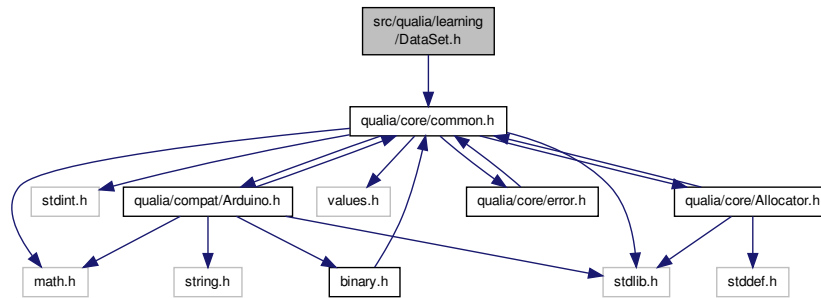 src/qualia/learning
/DataSet.h
qualia/core/common.h
stdint.h
qualia/compat/Arduino.h
values.h
qualia/core/error.h
qualia/core/Allocator.h
math.h
string.h
binary.h
stdlib.h
stddef.h